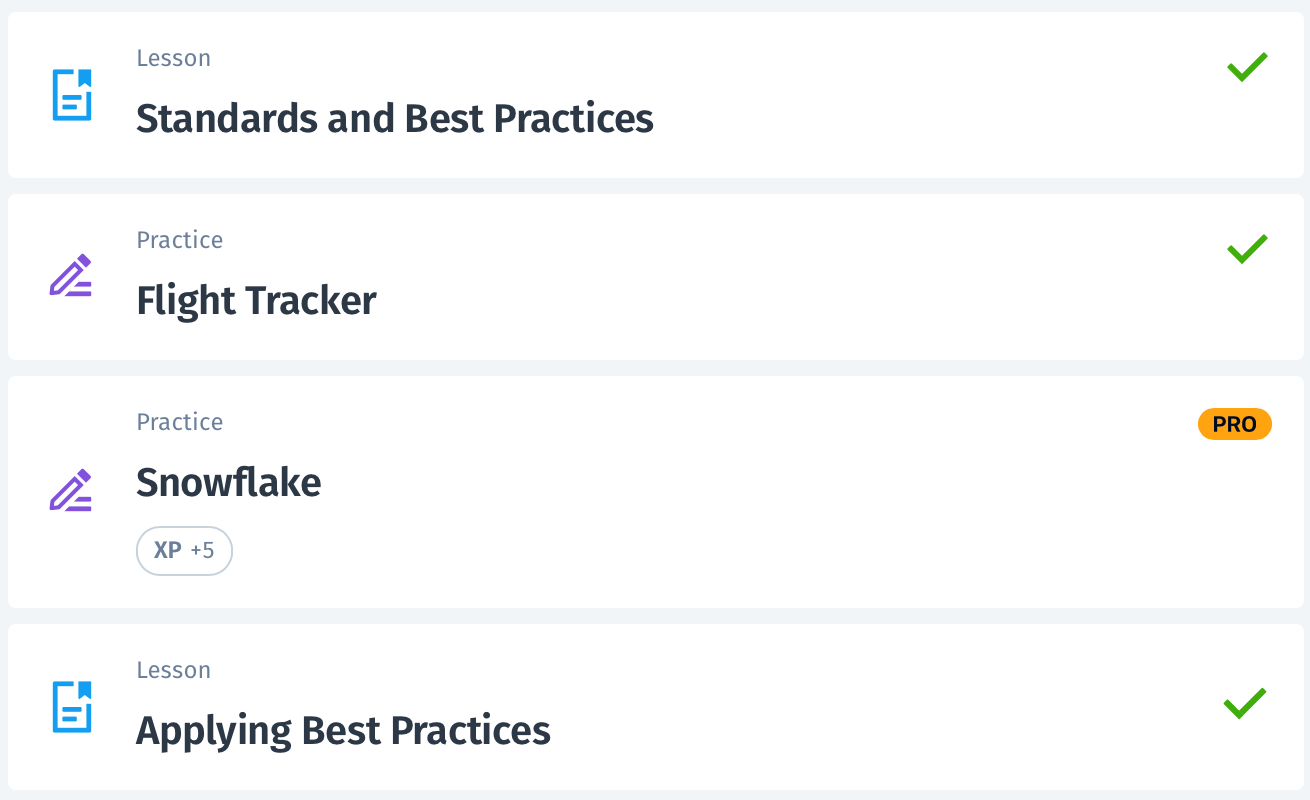 Lesson
Standards and Best Practices
Practice
Flight Tracker
Practice
PRO
Snowflake
XP +5
Lesson
Applying Best Practices